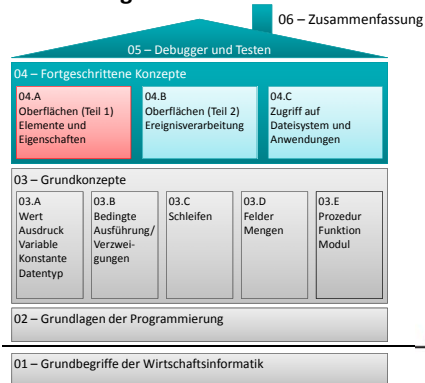 06 – Zusammenfassung
05 – Debugger und Testen
04 – Fortgeschrittene Konzepte
04.A
Oberflächen (Teil 1)
Elemente und
Eigenschaften
04.B
Oberflächen (Teil 2)
Ereignisverarbeitung
04.C
Zugriff auf
Dateisystem und
Anwendungen
03 – Grundkonzepte
03.A
Wert
Ausdruck
Variable
Konstante
Datentyp
03.B
Bedingte
Ausführung/
Verzwei-
gungen
03.C
Schleifen
03.D
Felder
Mengen
03.E
Prozedur
Funktion
Modul
02 – Grundlagen der Programmierung
01 – Grundbegriffe der Wirtschaftsinformatik